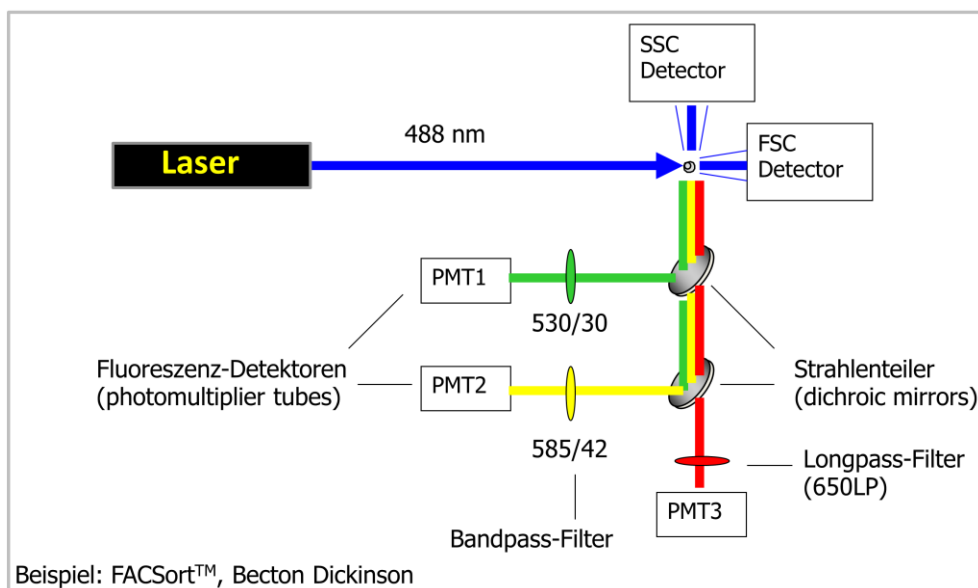 SSC
Detector
488 nm
Laser
FSC
Detector
PMT1
530/30
Fluoreszenz-Detektoren
(photomultiplier tubes)
PMT2
Strahlenteiler
(dichroic mirrors)
585/42
Longpass-Filter
(650LP)
PMT3
Bandpass-Filter
Beispiel: FACSort™, Becton Dickinson